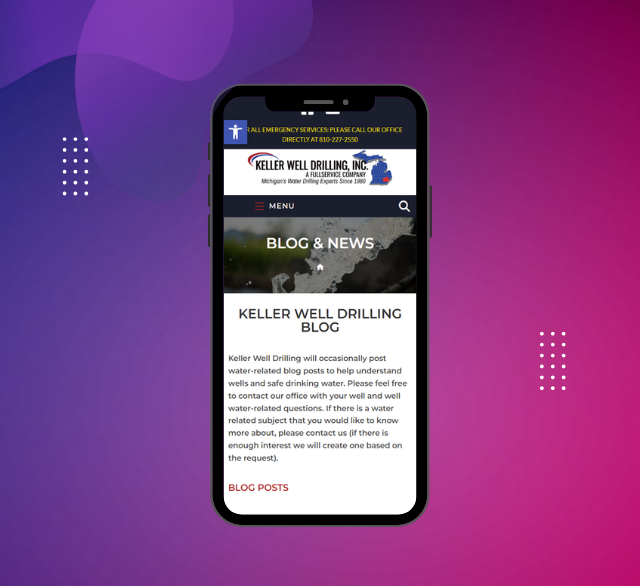 ALL EMERGENCY SERVICES: PLEASE CALL OUR OFFICE
DIRECTLY AT 810-227-2550
KELLER WELL DRILLING, INC.
A FULLSERVICE COMPANY
Michigan's Water Drilling Experts Since 1980
MENU
BLOG & NEWS
KELLER WELL DRILLING
BLOG
Keller Well Drilling will occasionally post
water-related blog posts to help understand
wells and safe drinking water. Please feel free
to contact our office with your well and well
water-related questions. If there is a water
related subject that you would like to know
more about, please contact us (if there is
enough interest we will create one based on
the request).
BLOG POSTS